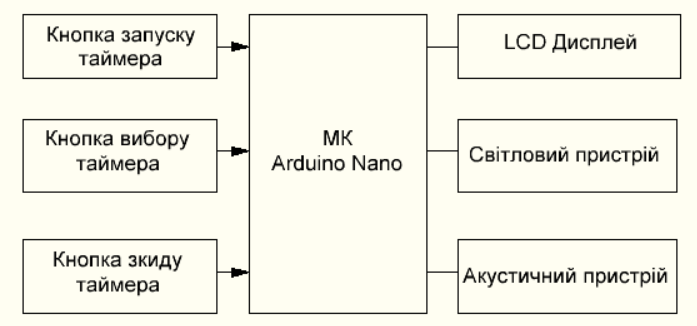 Кнопка запуску
таймера
LCD Дисплей
Кнопка вибору
таймера
МК
Arduino Nano
Світловий пристрій
Кнопка зкиду
таймера
Акустичний пристрій